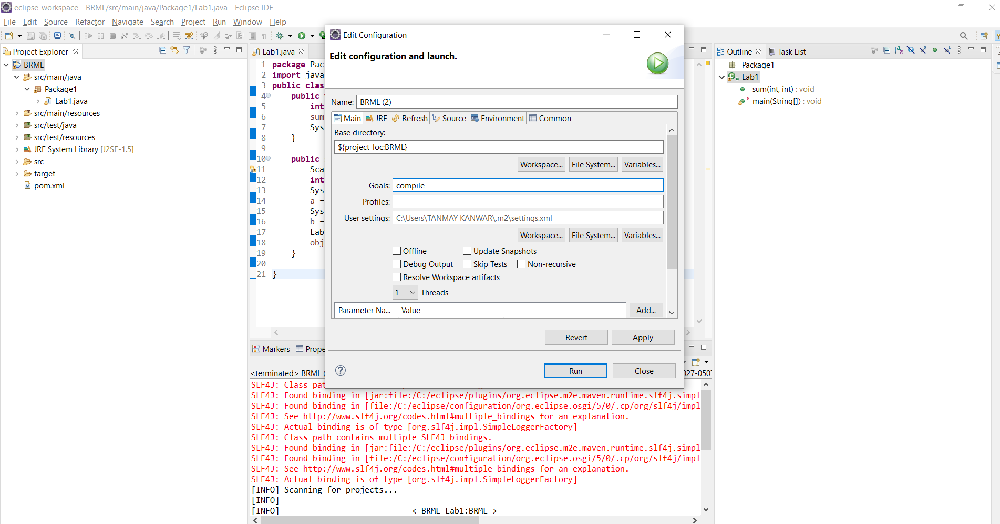 eclipse-workspace - BRML/src/main/java/Package1/Lab1.java - Eclipse IDE
File Edit Source Refactor Navigate Search Project Run Window Help
Project Explorer
BRML
src/main/java
Package1
Lab1.java
src/main/resources
src/test/java
src/test/resources
JRE System Library [J2SE-1.5]
src
target
pom.xml
Lab1.java
1 package Pac
2 import java
3 public clas
4 public
5 int
6 sum
7 Sys
8 }
9
10 public
11 Sca
12 int
13 Sys
14 a =
15 Sys
16 b =
17 Lab
18 obj
19 }
20
21 }
Edit Configuration
Edit configuration and launch.
Name: BRML (2)
Main JRE Refresh Source Environment Common
Base directory:
${project_loc:BRML}
Workspace... File System... Variables...
Goals: compile
Profiles:
User settings: C:\Users\TANMAY KANWAR\.m2\settings.xml
Workspace... File System... Variables...
Offline Update Snapshots
Debug Output Skip Tests Non-recursive
Resolve Workspace artifacts
1 Threads
Parameter Na... Value Add...
Revert Apply
Run Close
Outline Task List
Package1
Lab1
sum(int, int) : void
main(String[]) : void
Markers Prope
<terminated> BRML ( 027-0507
SLF4J: Class pat
SLF4J: Found binding in [jar:file:/C:/eclipse/plugins/org.eclipse.m2e.maven.runtime.slf4j.simpl
SLF4J: Found binding in [file:/C:/eclipse/configuration/org.eclipse.osgi/5/0/.cp/org/slf4j/impl
SLF4J: See http://www.slf4j.org/codes.html#multiple_bindings for an explanation.
SLF4J: Actual binding is of type [org.slf4j.impl.SimpleLoggerFactory]
SLF4J: Class path contains multiple SLF4J bindings.
SLF4J: Found binding in [jar:file:/C:/eclipse/plugins/org.eclipse.m2e.maven.runtime.slf4j.simpl
SLF4J: Found binding in [file:/C:/eclipse/configuration/org.eclipse.osgi/5/0/.cp/org/slf4j/impl
SLF4J: See http://www.slf4j.org/codes.html#multiple_bindings for an explanation.
SLF4J: Actual binding is of type [org.slf4j.impl.SimpleLoggerFactory]
[INFO] Scanning for projects...
[INFO]
[INFO] ---------------------------< BRML_Lab1:BRML >---------------------------